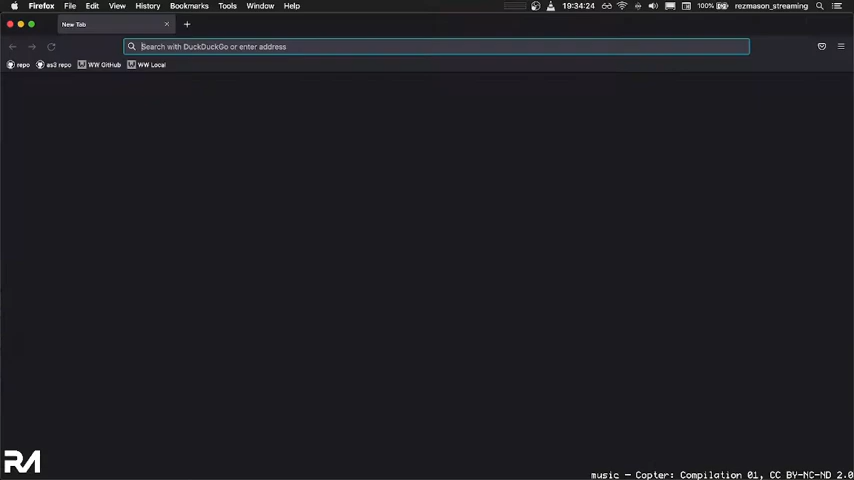 Firefox File Edit View History Bookmarks Tools Window Help 19:34:24 100% rezmason_streaming
New Tab
Search with DuckDuckGo or enter address
repo as3 repo WW GitHub WW Local
RM
music – Copter: Compilation 01, CC BY-NC-ND 2.0